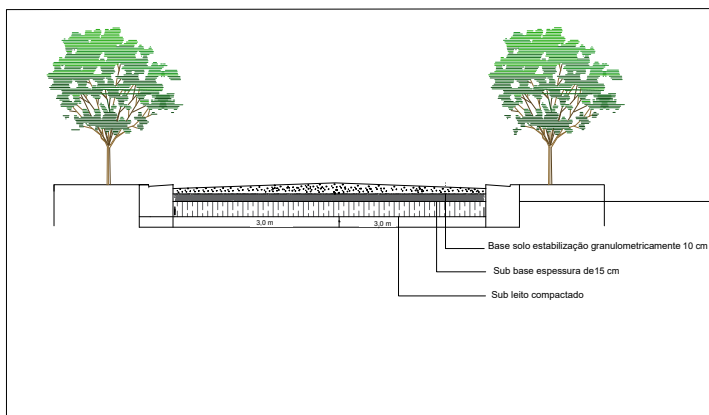 3,0 m
3,0 m
Base solo estabilização granulometricamente 10 cm
Sub base espessura de15 cm
Sub leito compactado